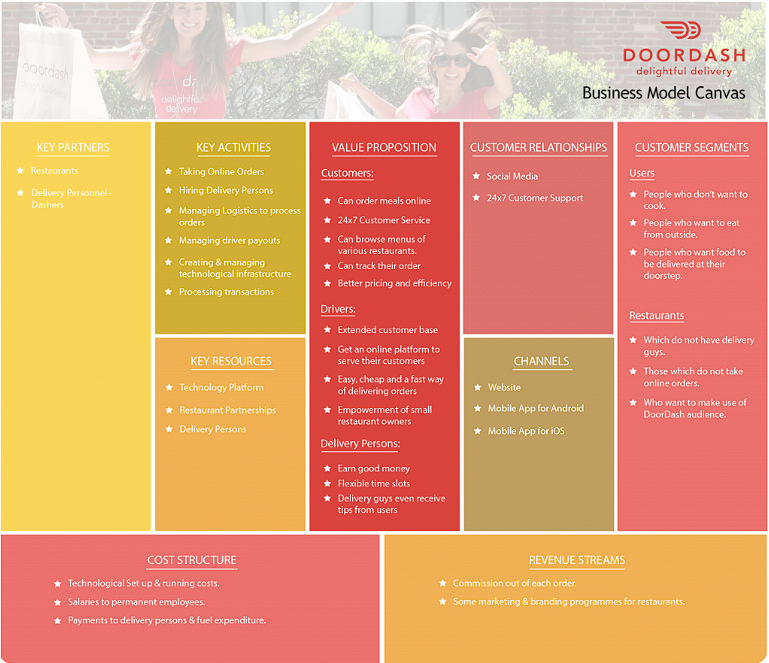 doordash
da
delightful
delivery
DOORDASH
delightful delivery
Business Model Canvas
KEY PARTNERS
Restaurants
Delivery Personnel -
Dashers
KEY ACTIVITIES
Taking Online Orders
Hiring Delivery Persons
Managing Logistics to process
orders
Managing driver payouts
Creating & managing
technological infrastructure
Processing transactions
KEY RESOURCES
Technology Platform
Restaurant Partnerships
Delivery Persons
VALUE PROPOSITION
Customers:
Can order meals online
24x7 Customer Service
Can browse menus of
various restaurants.
Can track their order
Better pricing and efficiency
Drivers:
Extended customer base
Get an online platform to
serve their customers
Easy, cheap and a fast way
of delivering orders
Empowerment of small
restaurant owners
Delivery Persons:
Earn good money
Flexible time slots
Delivery guys even receive
tips from users
CUSTOMER RELATIONSHIPS
Social Media
24x7 Customer Support
CHANNELS
Website
Mobile App for Android
Mobile App for iOS
CUSTOMER SEGMENTS
Users
People who don't want to
cook.
People who want to eat
from outside.
People who want food to
be delivered at their
doorstep.
Restaurants
Which do not have delivery
guys.
Those which do not take
online orders.
Who want to make use of
DoorDash audience.
COST STRUCTURE
Technological Set up & running costs.
Salaries to permanent employees.
Payments to delivery persons & fuel expenditure.
REVENUE STREAMS
Commission out of each order.
Some marketing & branding programmes for restaurants.